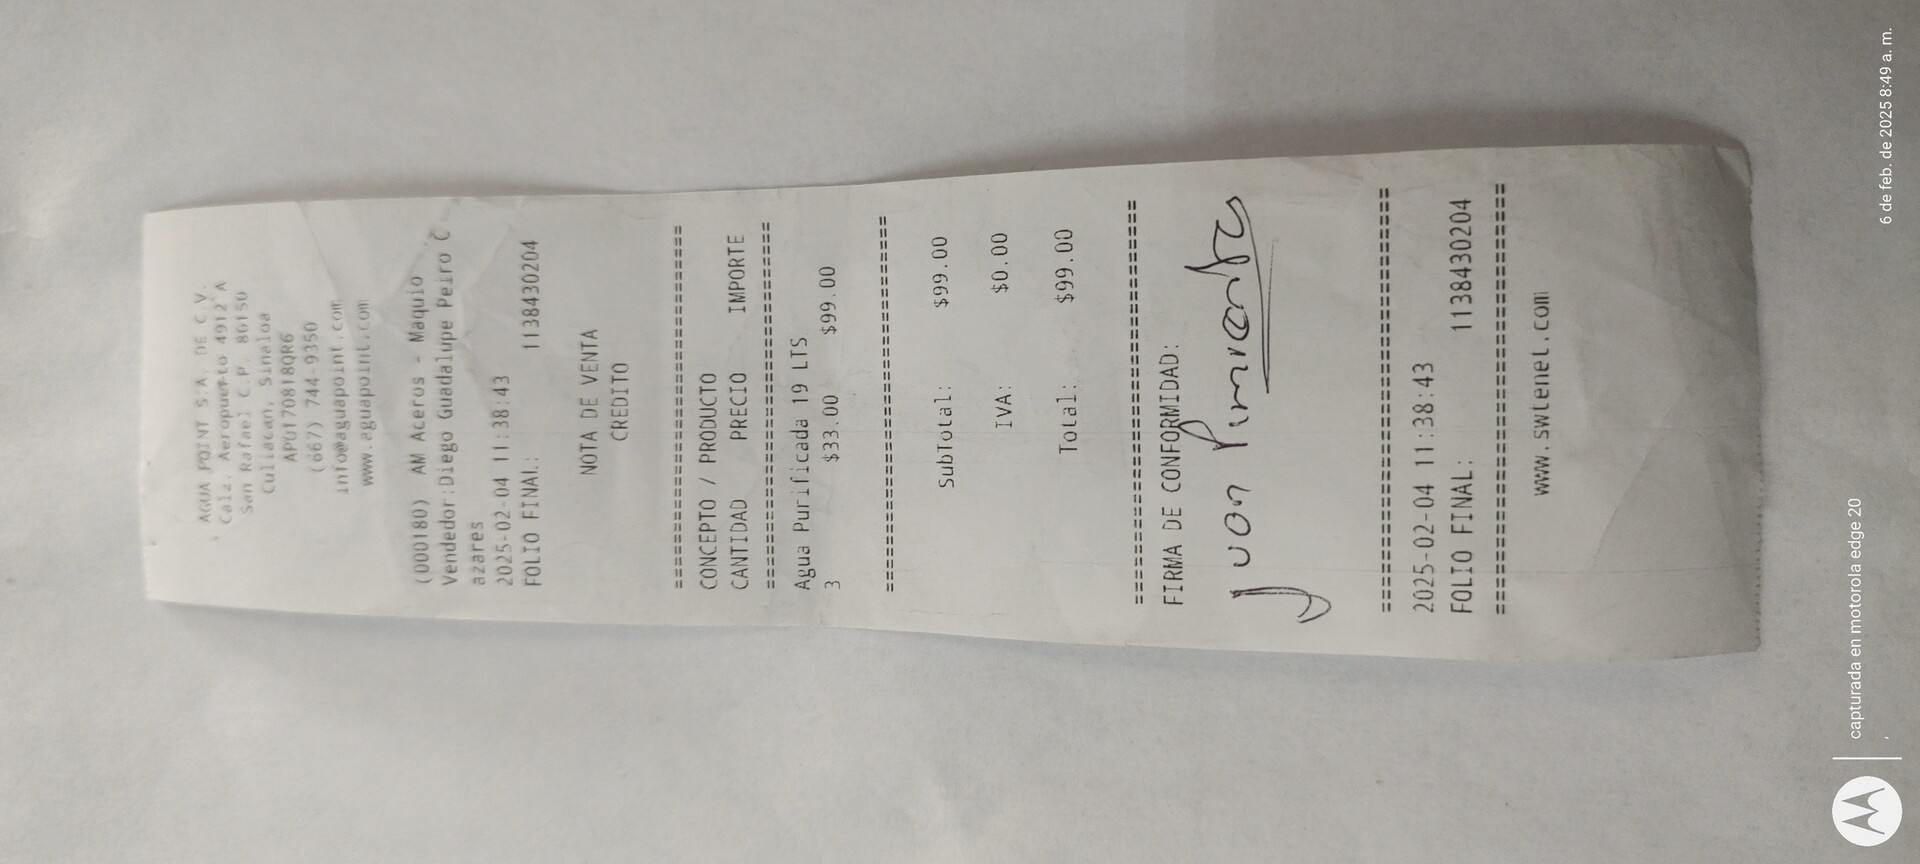 AGUA POINT S.A. DE C.V.
Calz. Aeropuerto 4912 A
San Rafael C.P. 80150
Culiacan, Sinaloa
APO170818QR6
(667) 744-9350
info@aguapoint.com
www.aguapoint.com
(000180) AM Aceros - Maquio
Vendedor:Diego Guadalupe Peiro C
azares
2025-02-04 11:38:43
FOLIO FINAL: 1138430204
NOTA DE VENTA
CREDITO
================================
CONCEPTO / PRODUCTO
CANTIDAD PRECIO IMPORTE
================================
Agua Purificada 19 LTS
3 $33.00 $99.00
================================
SubTotal: $99.00
IVA: $0.00
Total: $99.00
================================
FIRMA DE CONFORMIDAD:
Juan
================================
2025-02-04 11:38:43
FOLIO FINAL: 1138430204
================================
www.swtenel.com
capturada en motorola edge 20
6 de feb. de 2025 8:49 a. m.